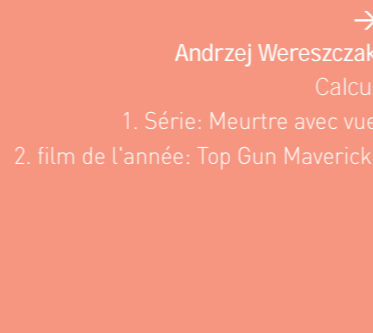 →
Andrzej Wereszczak
Calcu
1. Série: Meurtre avec vue
2. film de l'année: Top Gun Maverick